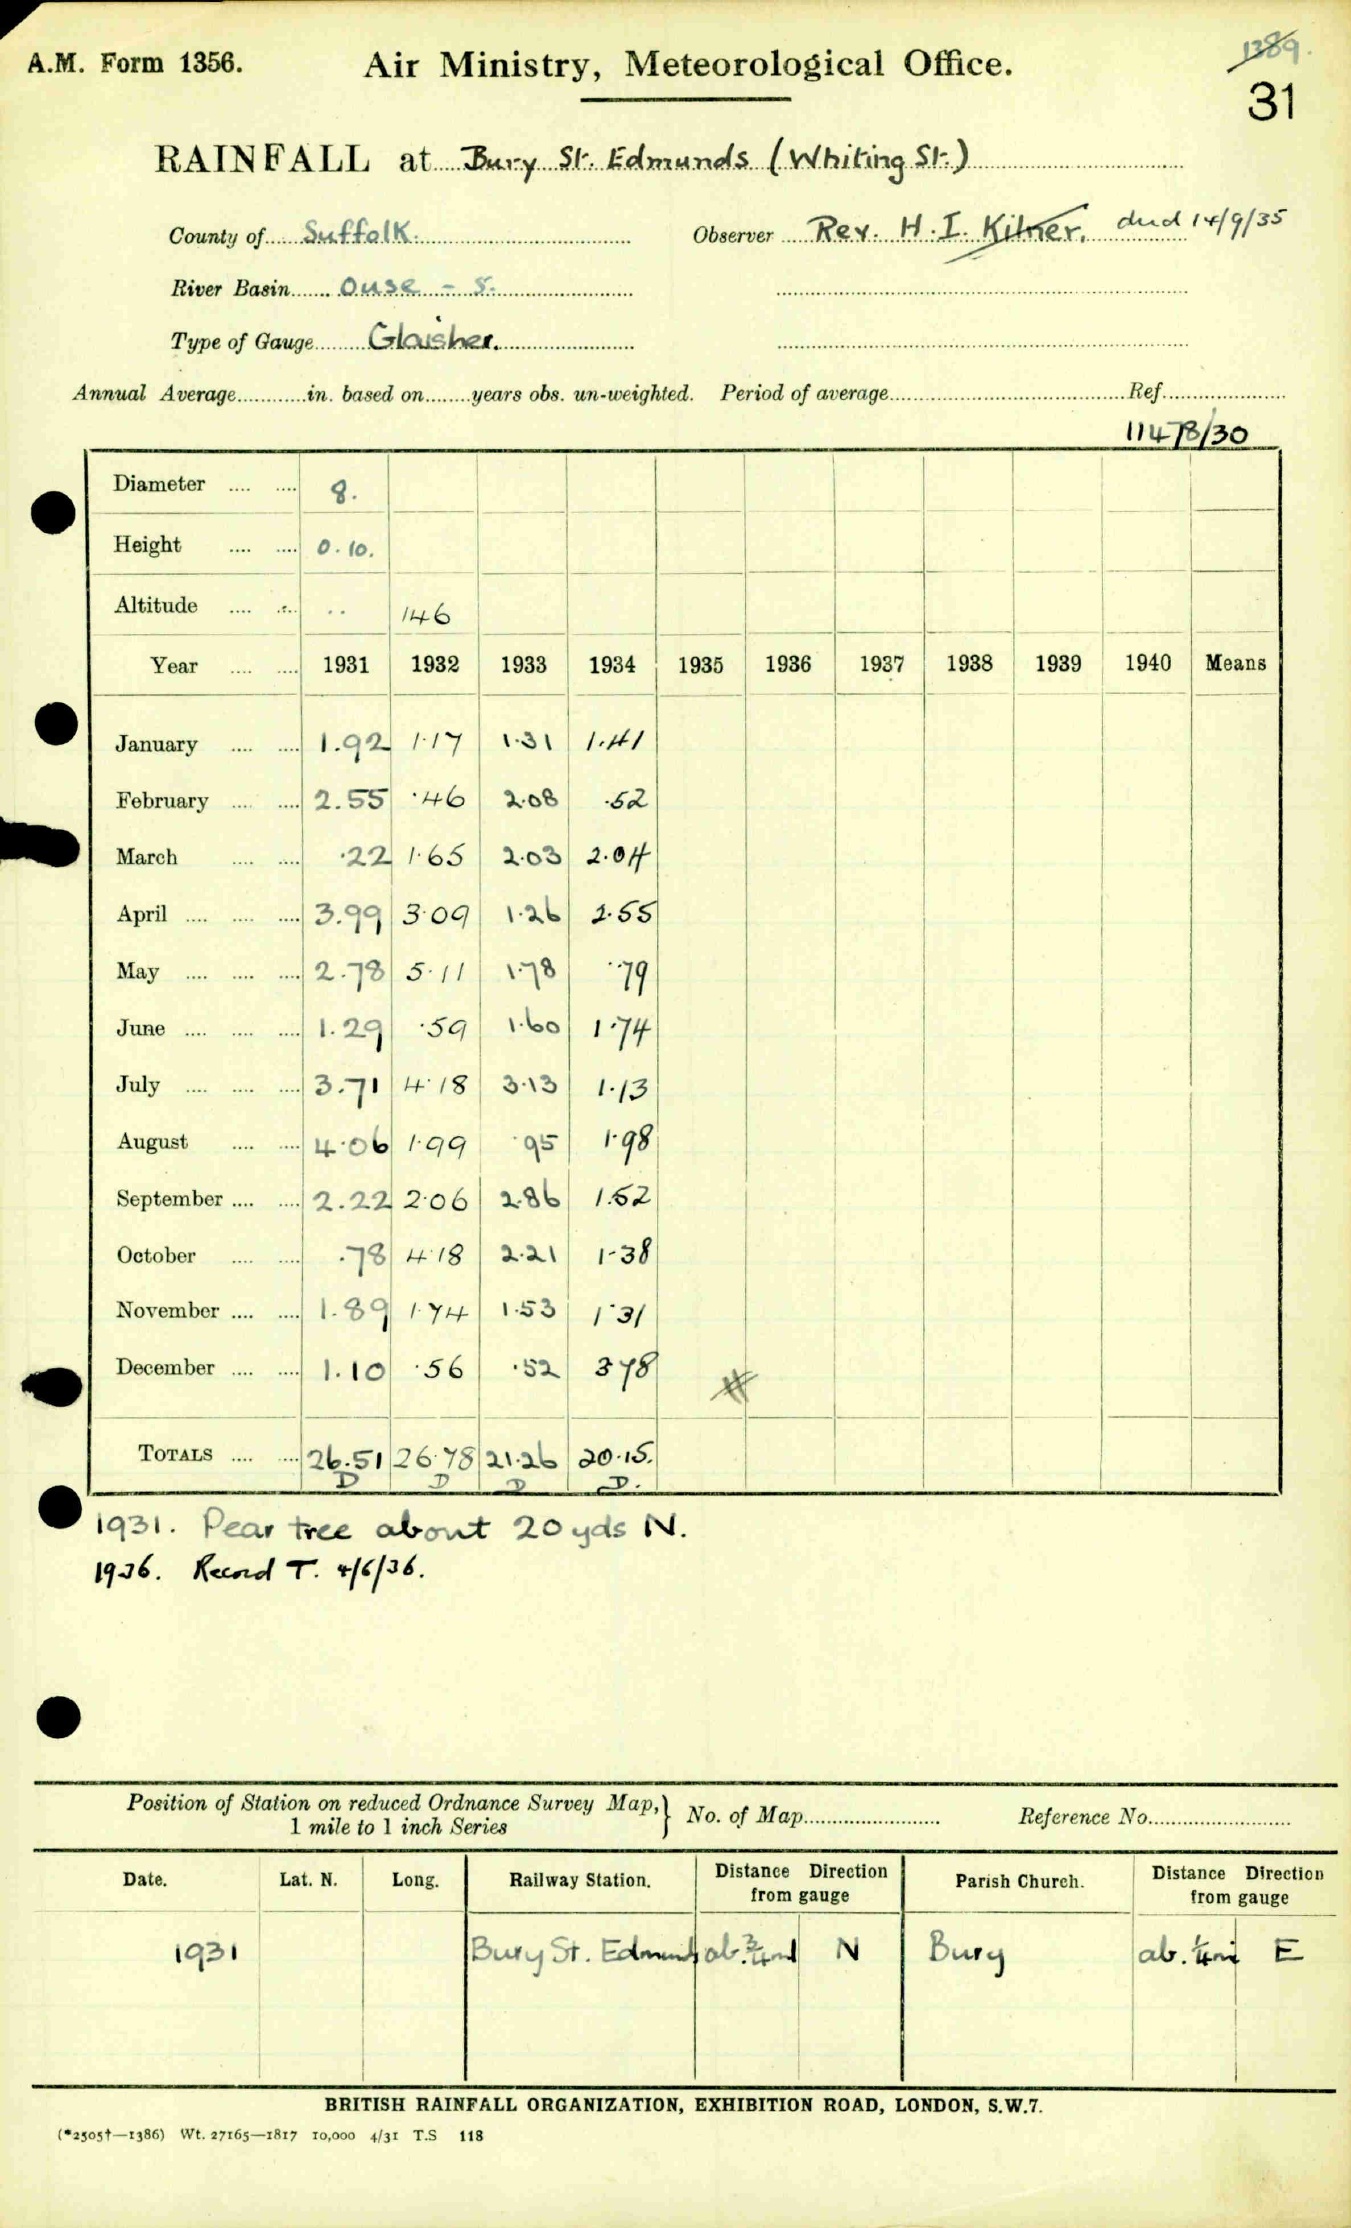 A.M. Form 1356. Air Ministry, Meteorological Office. 1389.
31
RAINFALL at Bury St. Edmunds (Whiting St.)
County of Suffolk. Observer Rev. H. I. Kilner. died 14/9/35
River Basin Ouse - 5.
Type of Gauge Glaisher.
Annual Average in. based on years obs. un-weighted. Period of average Ref.
11478/30
Diameter 8.
Height 0.10.
Altitude .. 146
Year 1931 1932 1933 1934 1935 1936 1937 1938 1939 1940 Means
January 1.92 1.17 1.31 1.41
February 2.55 .46 2.08 .52
March .22 1.65 2.03 2.04
April 3.99 3.09 1.26 2.55
May 2.78 5.11 1.78 .79
June 1.29 .59 1.60 1.74
July 3.71 4.18 3.13 1.13
August 4.06 1.99 .95 1.98
September 2.22 2.06 2.86 1.52
October .78 4.18 2.21 1.38
November 1.89 1.74 1.53 1.31
December 1.10 .56 .52 3.78
TOTALS 26.51 26.78 21.26 20.15.
D D D D.
1931. Pear tree about 20 yds N.
1936. Record T. 4/6/36.
Position of Station on reduced Ordnance Survey Map, } No. of Map Reference No.
1 mile to 1 inch Series
Date. Lat. N. Long. Railway Station. Distance Direction from gauge Parish Church. Distance Direction from gauge
1931 Bury St. Edmunds ab. 3/4 ml N Bury ab. 1/4 mi E
BRITISH RAINFALL ORGANIZATION, EXHIBITION ROAD, LONDON, S.W.7.
(*2505†—1386) Wt. 27165—1817 10,000 4/31 T.S 118